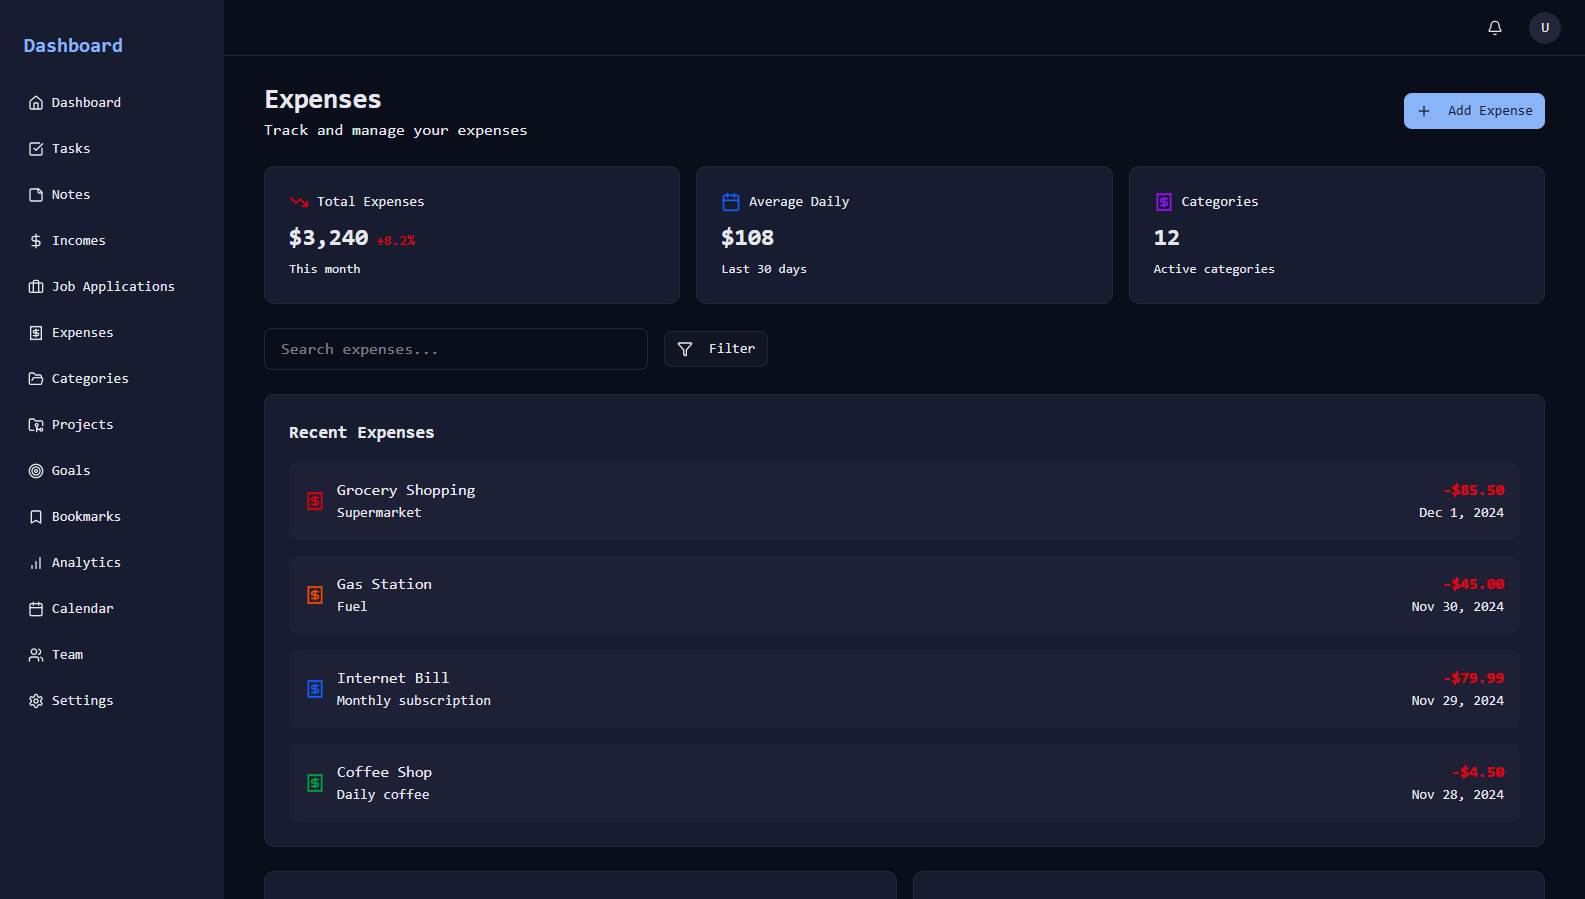 Dashboard
Dashboard
Tasks
Notes
Incomes
Job Applications
Expenses
Categories
Projects
Goals
Bookmarks
Analytics
Calendar
Team
Settings
U
Expenses
Track and manage your expenses
+ Add Expense
Total Expenses
$3,240 +8.2%
This month
Average Daily
$108
Last 30 days
Categories
12
Active categories
Search expenses...
Filter
Recent Expenses
Grocery Shopping
Supermarket
-$85.50
Dec 1, 2024
Gas Station
Fuel
-$45.00
Nov 30, 2024
Internet Bill
Monthly subscription
-$79.99
Nov 29, 2024
Coffee Shop
Daily coffee
-$4.50
Nov 28, 2024